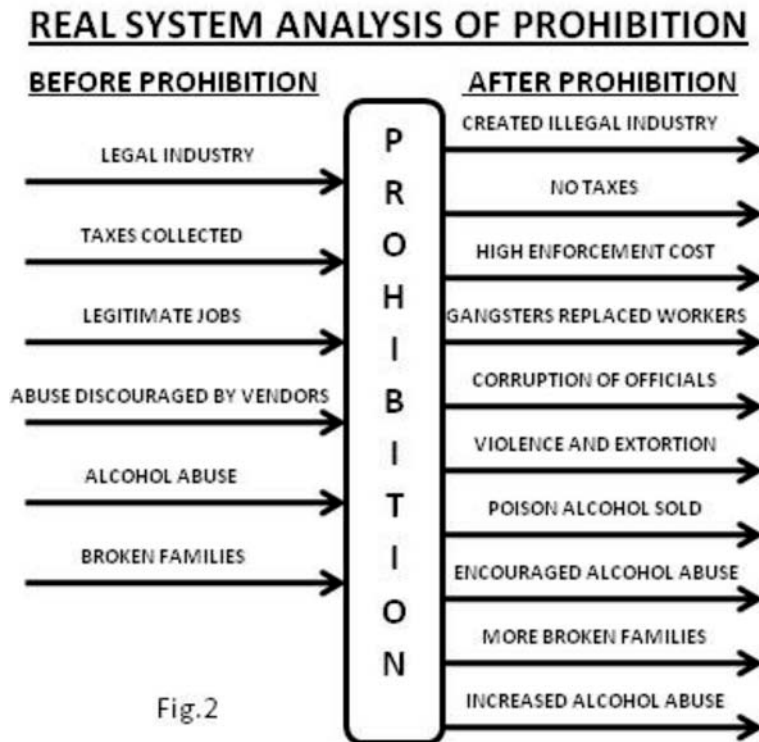 REAL SYSTEM ANALYSIS OF PROHIBITION
BEFORE PROHIBITION
LEGAL INDUSTRY
TAXES COLLECTED
LEGITIMATE JOBS
ABUSE DISCOURAGED BY VENDORS
ALCOHOL ABUSE
BROKEN FAMILIES
Fig.2
PROHIBITION
AFTER PROHIBITION
CREATED ILLEGAL INDUSTRY
NO TAXES
HIGH ENFORCEMENT COST
GANGSTERS REPLACED WORKERS
CORRUPTION OF OFFICIALS
VIOLENCE AND EXTORTION
POISON ALCOHOL SOLD
ENCOURAGED ALCOHOL ABUSE
MORE BROKEN FAMILIES
INCREASED ALCOHOL ABUSE